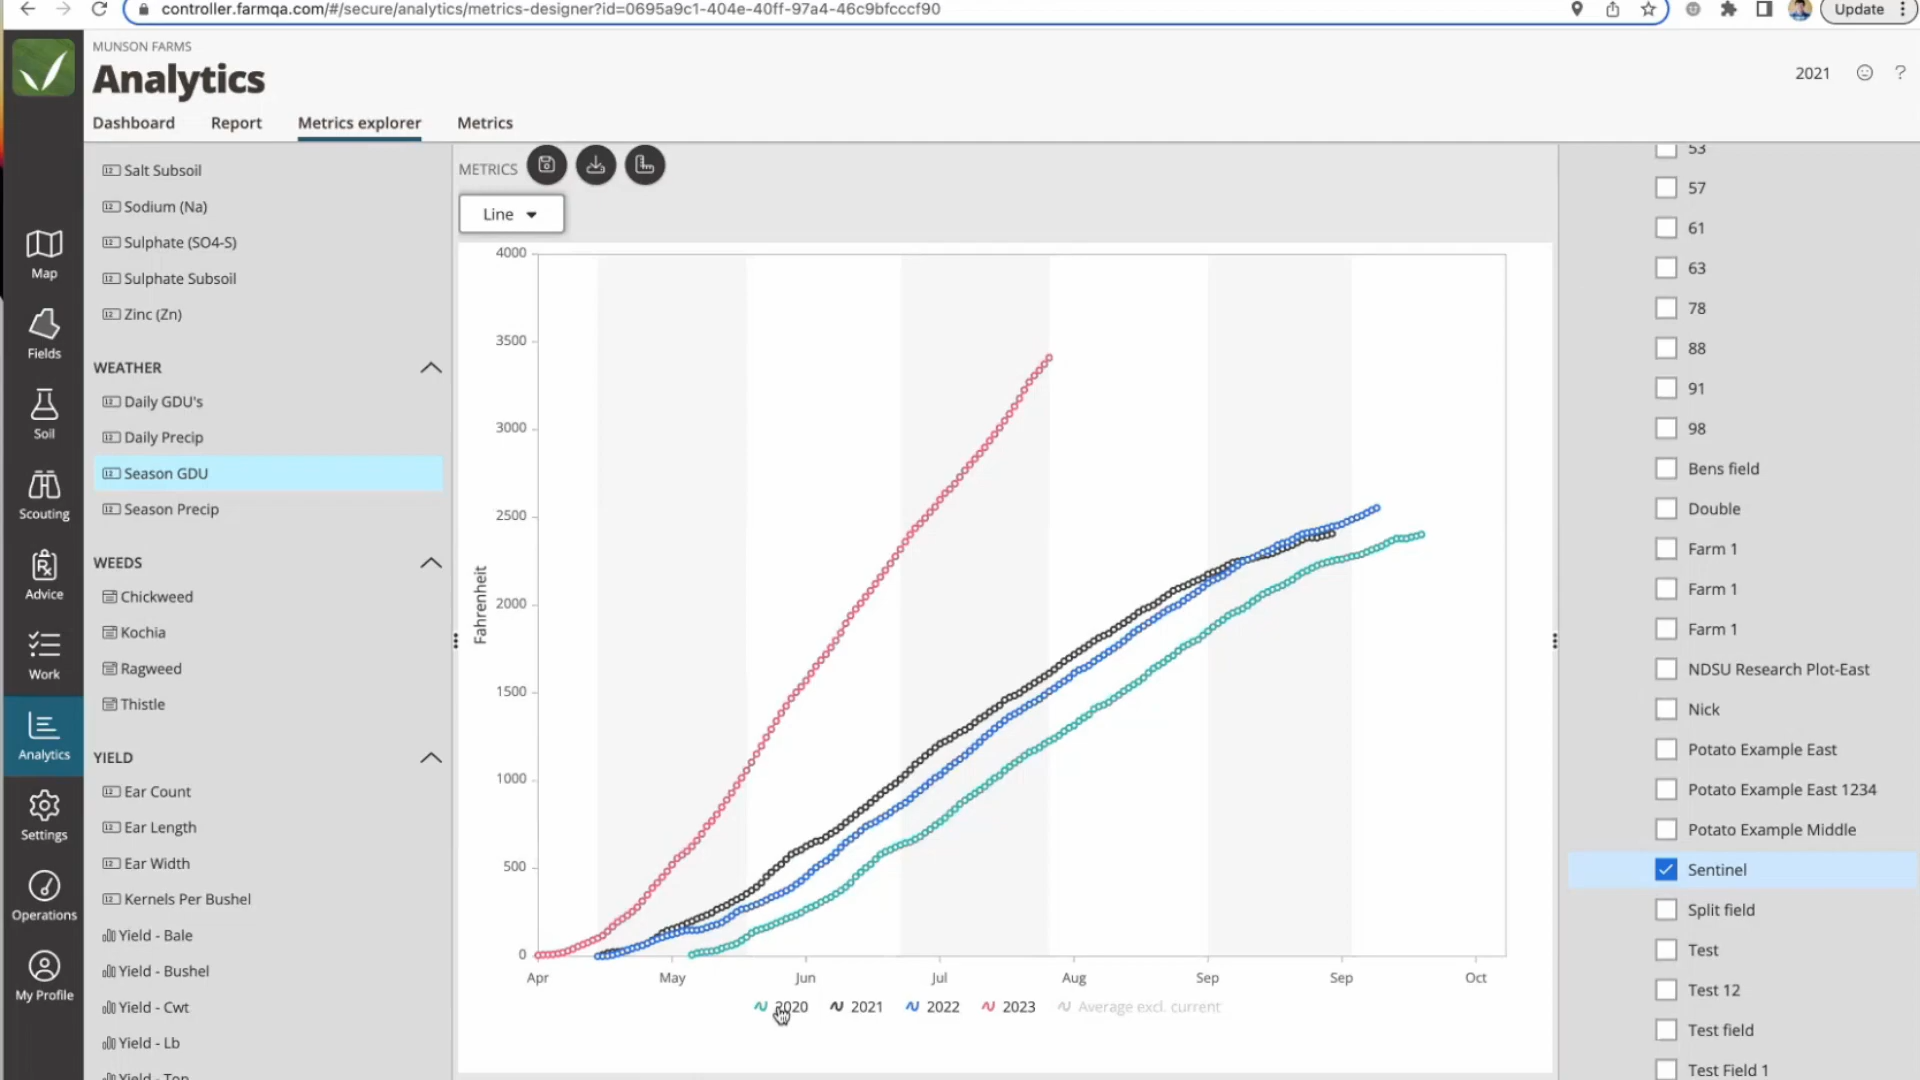 controller.farmqa.com/#/secure/analytics/metrics-designer?id=0695a9c1-404e-40ff-97a4-46c9bfcccf90
Update
MUNSON FARMS
Analytics
2021
?
Dashboard
Report
Metrics explorer
Metrics
Map
Fields
Soil
Scouting
Advice
Work
Analytics
Settings
Operations
My Profile
Salt Subsoil
Sodium (Na)
Sulphate (SO4-S)
Sulphate Subsoil
Zinc (Zn)
WEATHER
Daily GDU's
Daily Precip
Season GDU
Season Precip
WEEDS
Chickweed
Kochia
Ragweed
Thistle
YIELD
Ear Count
Ear Length
Ear Width
Kernels Per Bushel
Yield - Bale
Yield - Bushel
Yield - Cwt
Yield - Lb
Yield - Ton
METRICS
Line
Fahrenheit
4000
3500
3000
2500
2000
1500
1000
500
0
Apr
May
Jun
Jul
Aug
Sep
Sep
Oct
2020
2021
2022
2023
Average excl. current
53
57
61
63
78
88
91
98
Bens field
Double
Farm 1
Farm 1
Farm 1
NDSU Research Plot-East
Nick
Potato Example East
Potato Example East 1234
Potato Example Middle
Sentinel
Split field
Test
Test 12
Test field
Test Field 1